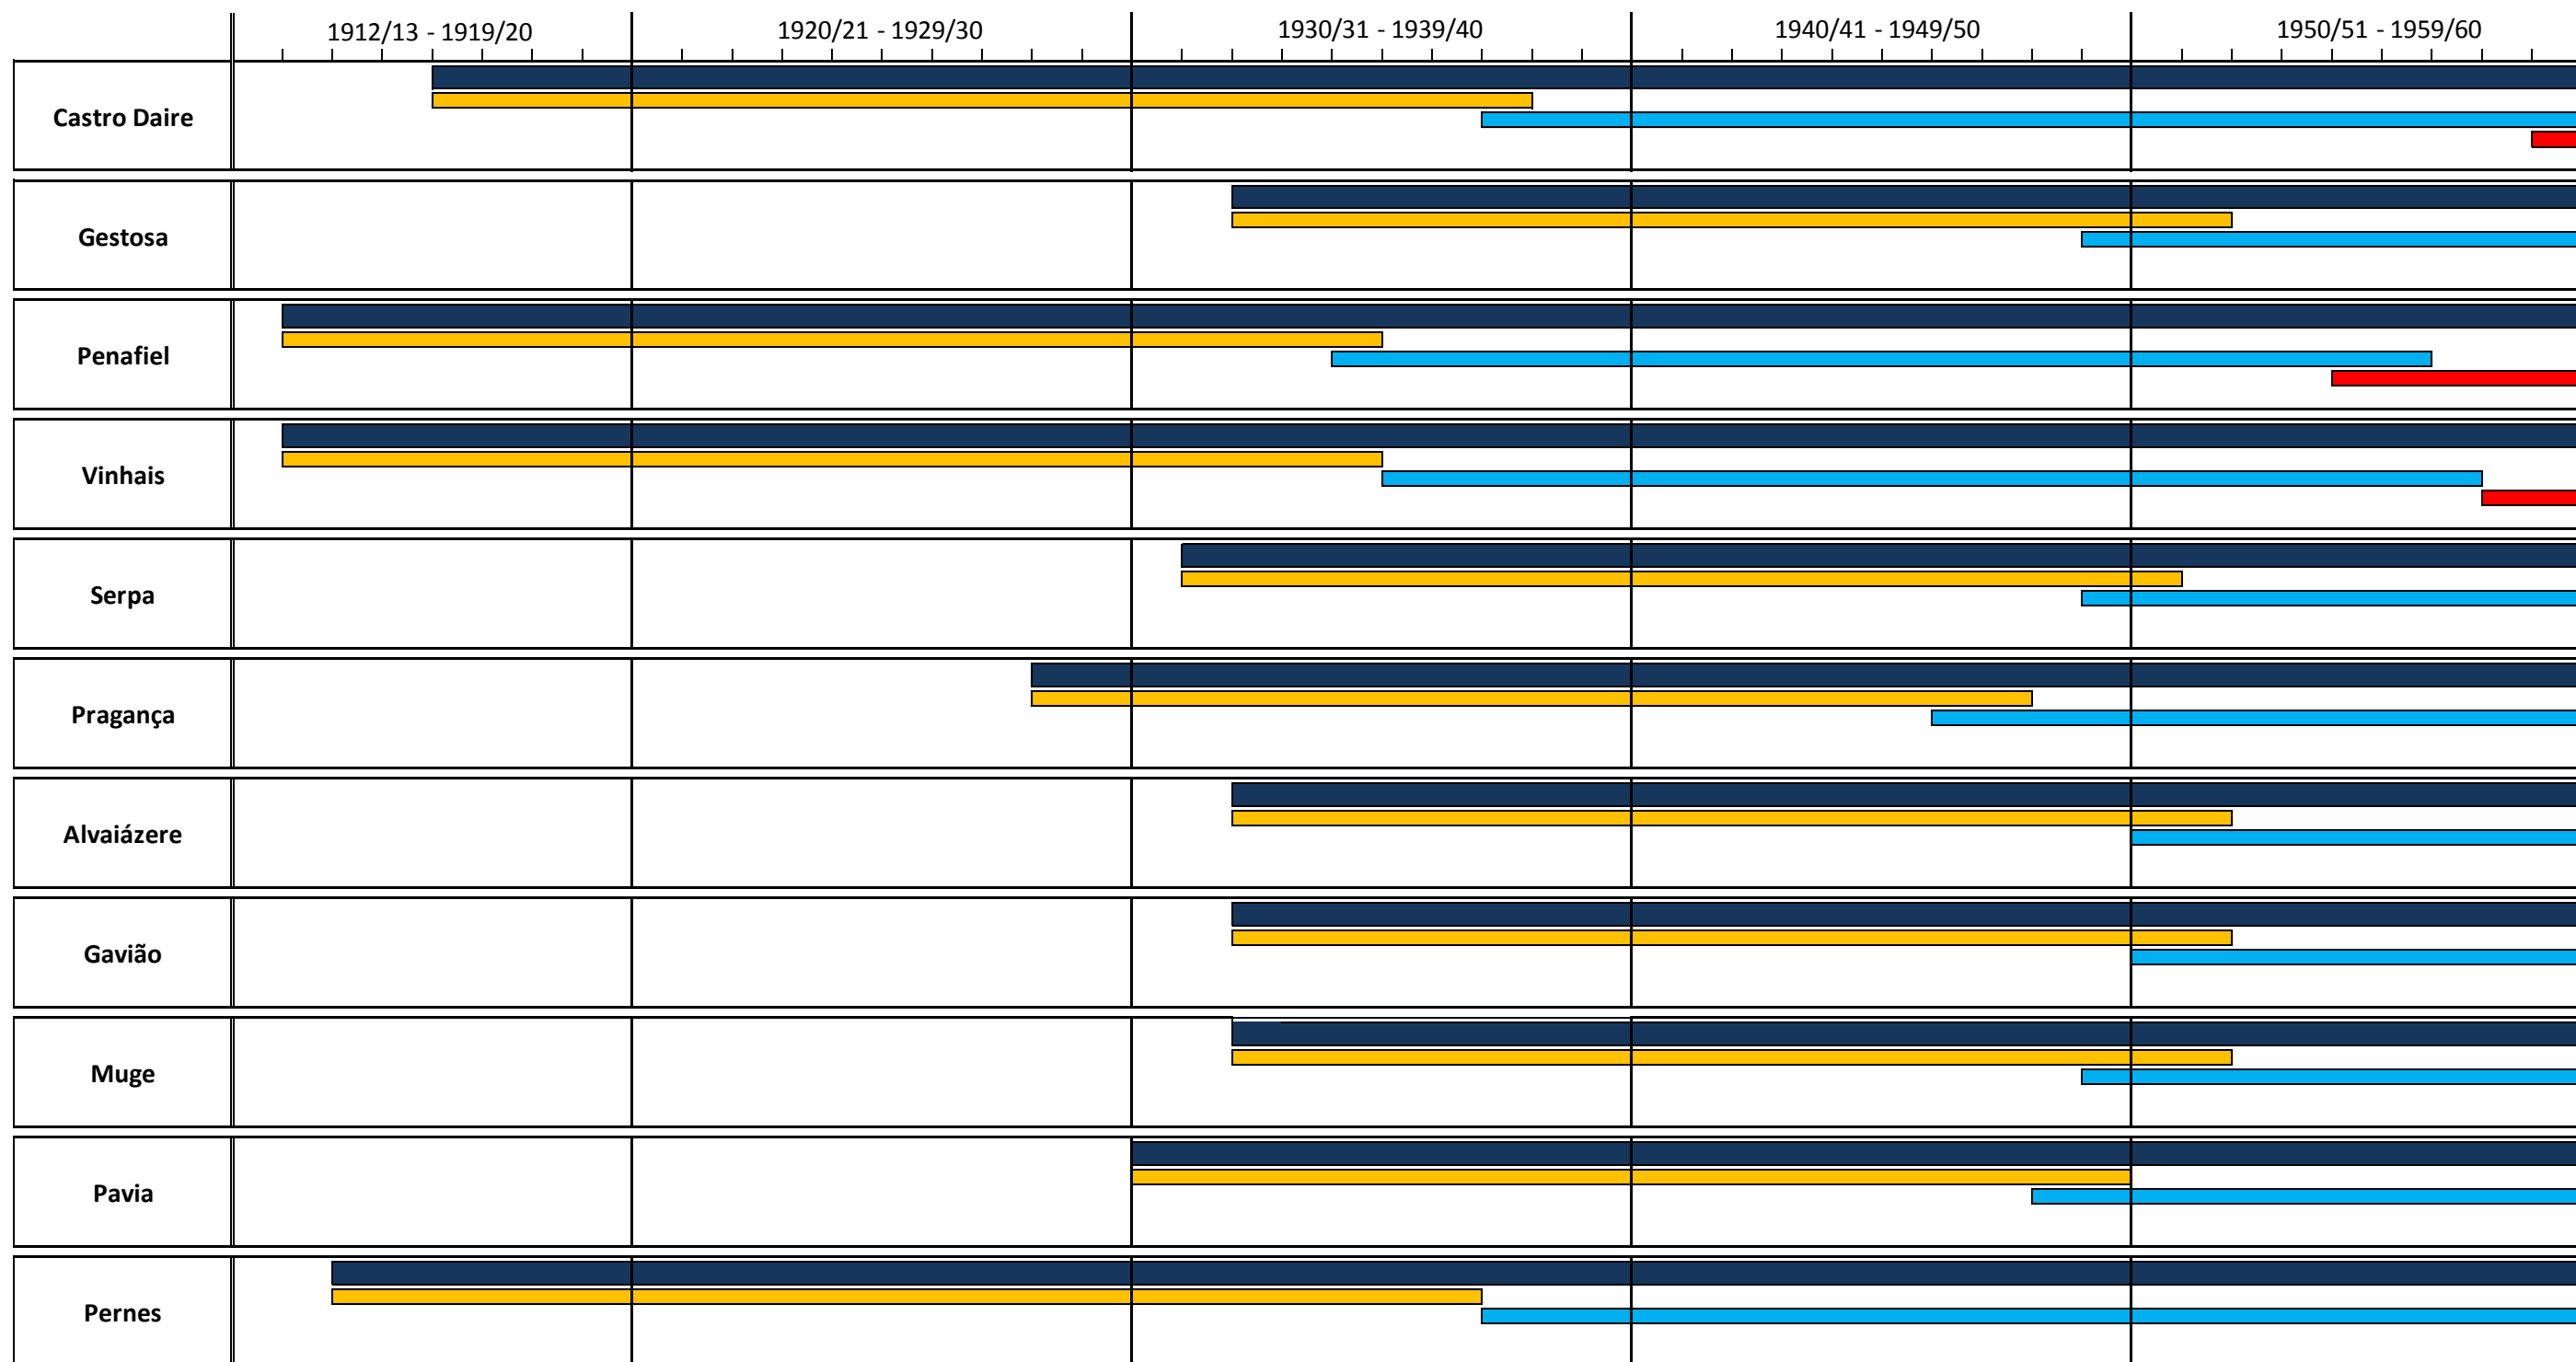 1912/13 - 1919/20 1920/21 - 1929/30 1930/31 - 1939/40 1940/41 - 1949/50 1950/51 - 1959/60
Castro Daire
Gestosa
Penafiel
Vinhais
Serpa
Pragança
Alvaiázere
Gavião
Muge
Pavia
Pernes